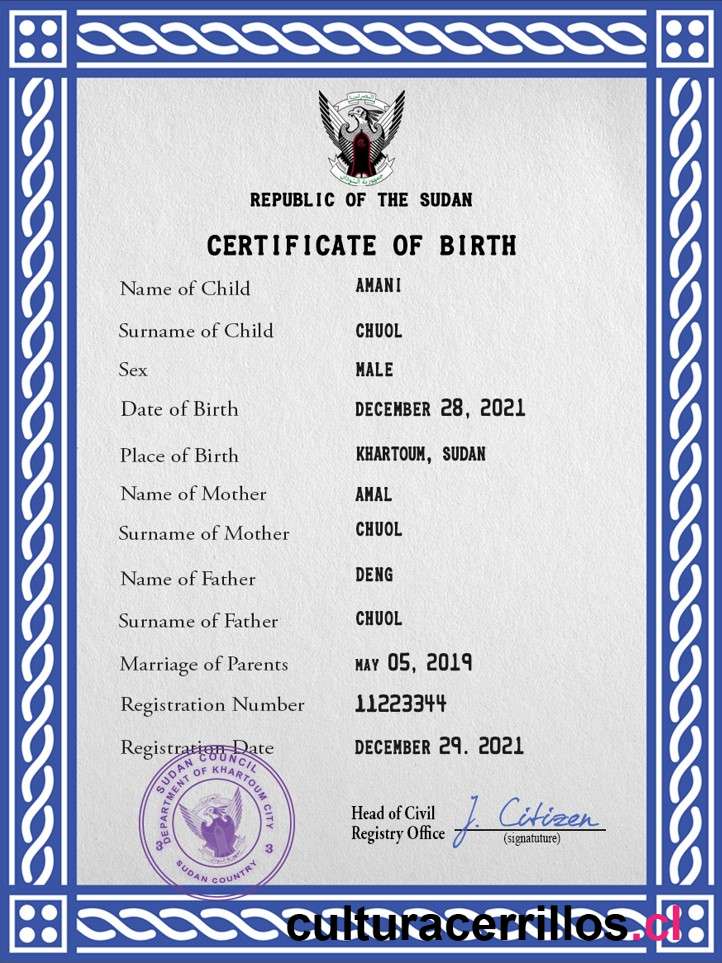 REPUBLIC OF THE SUDAN
CERTIFICATE OF BIRTH
Name of Child AMANI
Surname of Child CHUOL
Sex MALE
Date of Birth DECEMBER 28, 2021
Place of Birth KHARTOUM, SUDAN
Name of Mother AMAL
Surname of Mother CHUOL
Name of Father DENG
Surname of Father CHUOL
Marriage of Parents MAY 05, 2019
Registration Number 11223344
Registration Date DECEMBER 29. 2021
SUDAN COUNCIL
DEPARTMENT OF KHARTOUM CITY
3 3
SUDAN COUNTRY
Head of Civil
Registry Office J. Citizen
(signatuture)
culturacerrillos.cl